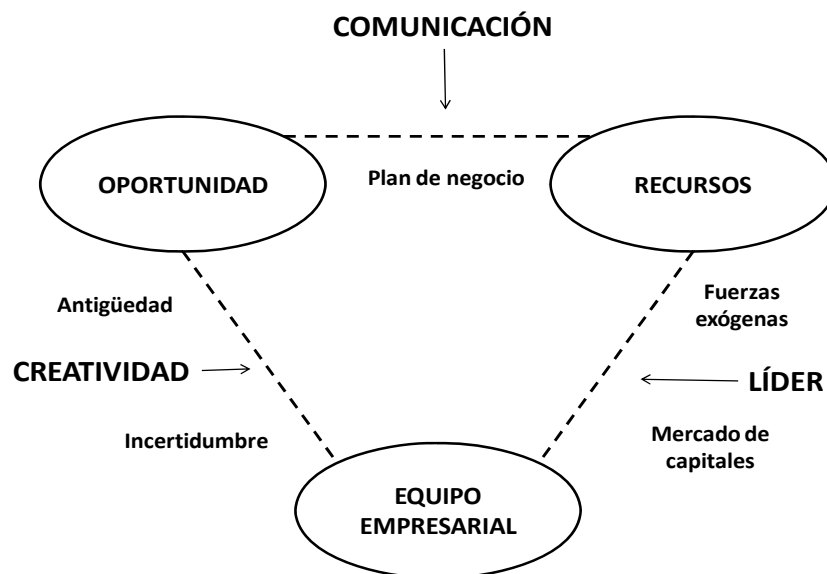 COMUNICACIÓN
OPORTUNIDAD
Plan de negocio
RECURSOS
Antigüedad
Fuerzas
exógenas
CREATIVIDAD
LÍDER
Incertidumbre
Mercado de
capitales
EQUIPO
EMPRESARIAL